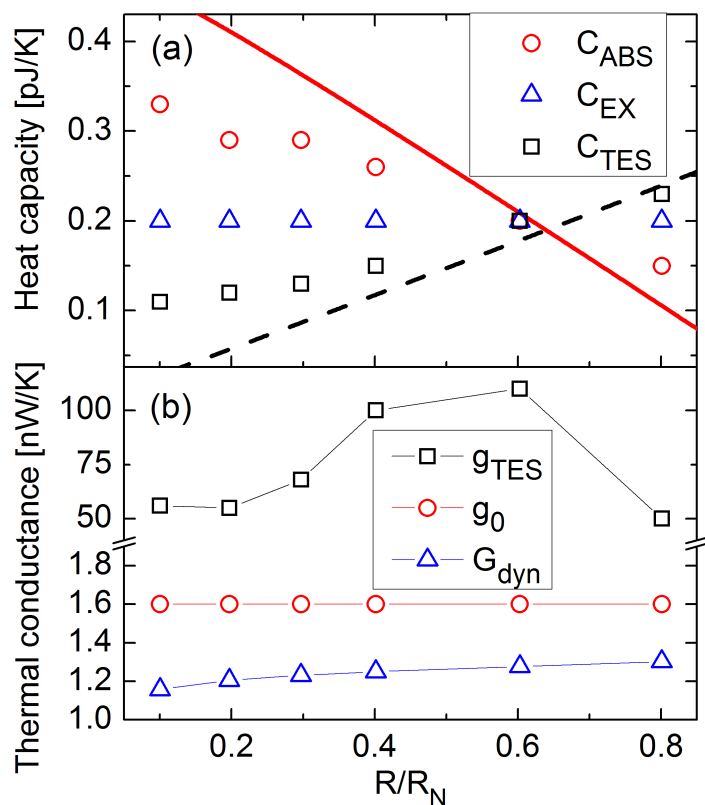 (a)
C_ABS
C_EX
C_TES
Heat capacity [pJ/K]
0.4
0.3
0.2
0.1
(b)
g_TES
g_0
G_dyn
Thermal conductance [nW/K]
100
75
50
1.8
1.6
1.4
1.2
1.0
0.2 0.4 0.6 0.8
R/R_N